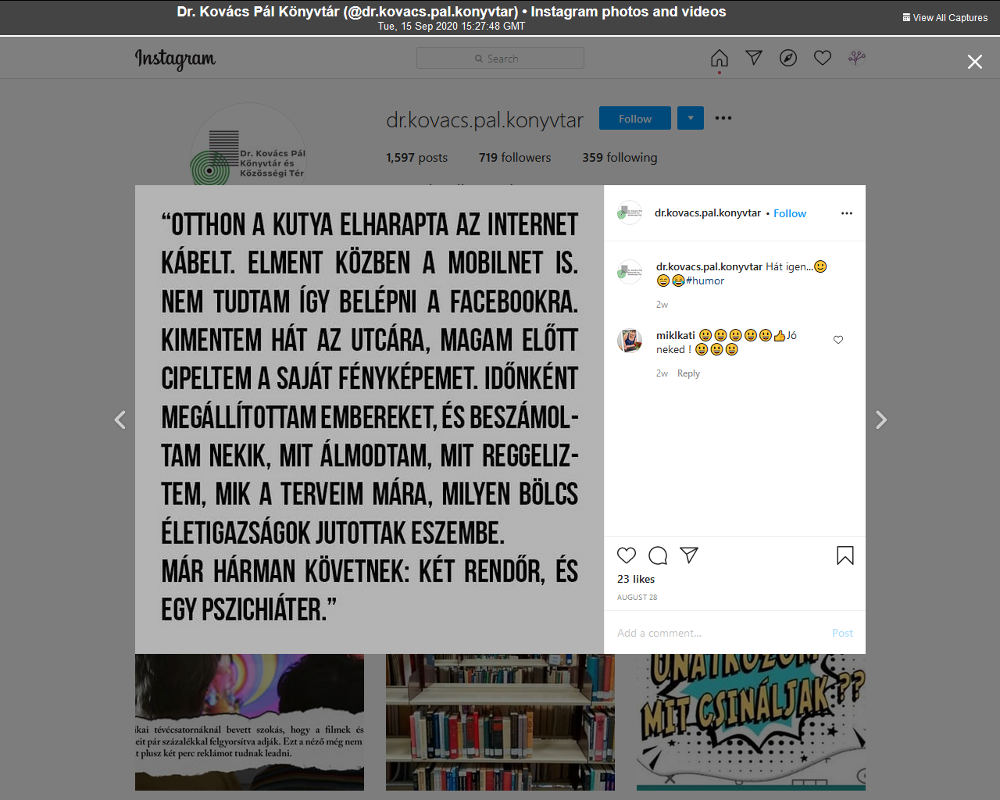 Dr. Kovács Pál Könyvtár (@dr.kovacs.pal.konyvtar) • Instagram photos and videos
Tue, 15 Sep 2020 15:27:48 GMT
View All Captures
Instagram
Search
dr.kovacs.pal.konyvtar
Follow
1,597 posts
719 followers
359 following
Dr. Kovács Pál
Könyvtár és
Közösségi Tér
“OTTHON A KUTYA ELHARAPTA AZ INTERNET
KÁBELT. ELMENT KÖZBEN A MOBILNET IS.
NEM TUDTAM ÍGY BELÉPNI A FACEBOOKRA.
KIMENTEM HÁT AZ UTCÁRA, MAGAM ELŐTT
CIPELTEM A SAJÁT FÉNYKÉPEMET. IDŐNKÉNT
MEGÁLLÍTOTTAM EMBEREKET, ÉS BESZÁMOL-
TAM NEKIK, MIT ÁLMODTAM, MIT REGGELIZ-
TEM, MIK A TERVEIM MÁRA, MILYEN BÖLCS
ÉLETIGAZSÁGOK JUTOTTAK ESZEMBE.
MÁR HÁRMAN KÖVETNEK: KÉT RENDŐR, ÉS
EGY PSZICHIÁTER.”
dr.kovacs.pal.konyvtar • Follow
dr.kovacs.pal.konyvtar Hát igen...🙂
😄😂#humor
2w
miklkati 😀😀😀😀😀👍Jó
neked ! 😀😀😀
2w Reply
23 likes
AUGUST 28
Add a comment...
Post
ikai tévécsatornáknál bevett szokás, hogy a filmek és
eit pár százalékkal felgyorsítva adják. Ezt a néző még nem
t plusz két perc reklámot tudnak leadni.
UNATKOZOM
MIT CSINÁLJAK??